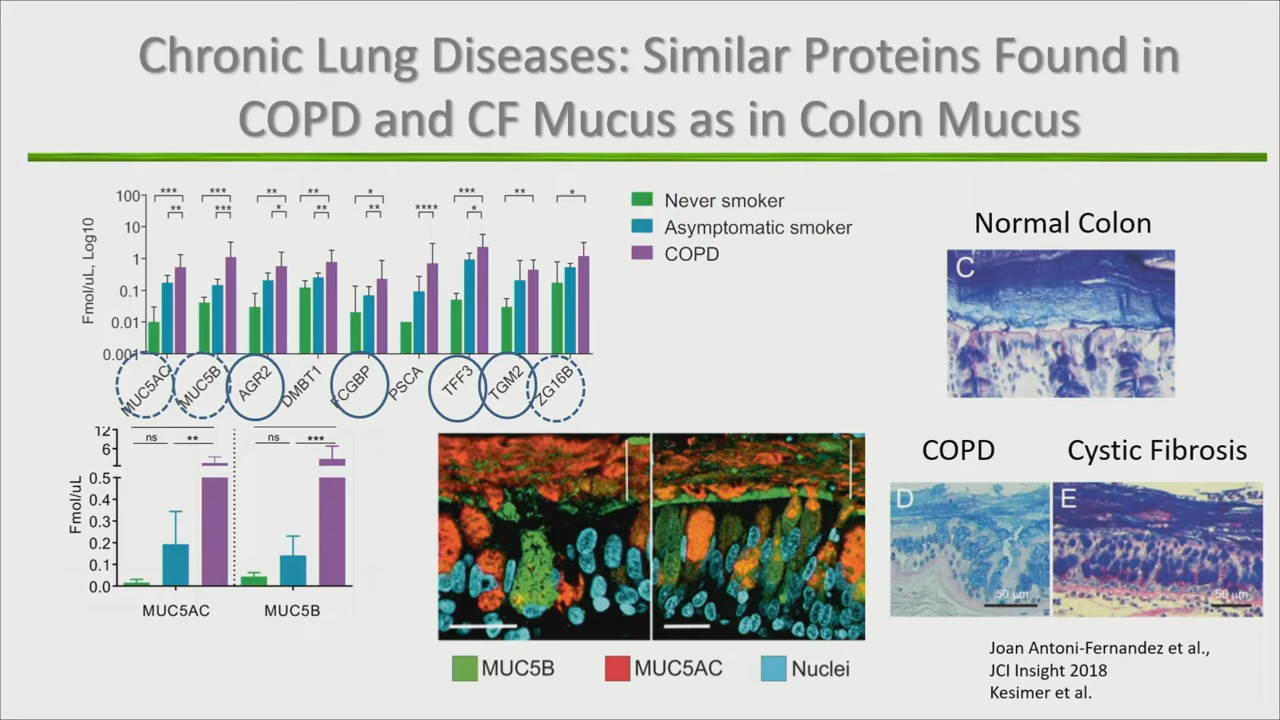 Chronic Lung Diseases: Similar Proteins Found in
COPD and CF Mucus as in Colon Mucus
*** *** ** ** * *** ** *
** *** * ** ** **** *
100
10
1
0.1
0.01
0.001
Fmol/uL, Log10
MUC5AC
MUC5B
AGR2
DMBT1
FCGBP
PSCA
TFF3
TGM2
ZG16B
Never smoker
Asymptomatic smoker
COPD
Normal Colon
C
12
6
0.5
0.3
0.2
0.1
0.0
Fmol/uL
ns ** ns ***
MUC5AC MUC5B
MUC5B MUC5AC Nuclei
COPD Cystic Fibrosis
D E
50 µm 50 µm
Joan Antoni-Fernandez et al.,
JCI Insight 2018
Kesimer et al.